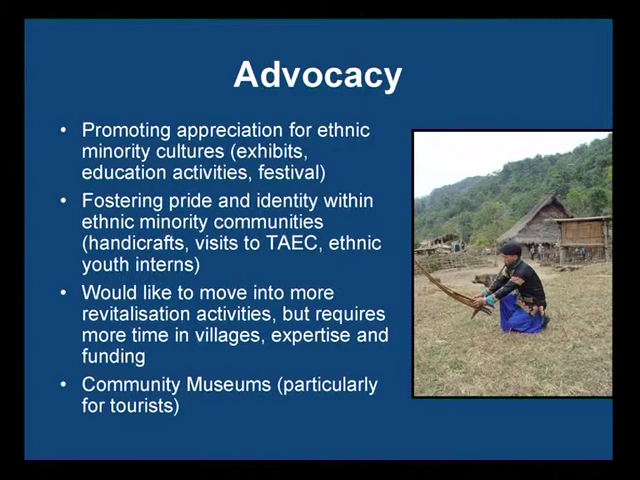 Advocacy
• Promoting appreciation for ethnic
minority cultures (exhibits,
education activities, festival)
• Fostering pride and identity within
ethnic minority communities
(handicrafts, visits to TAEC, ethnic
youth interns)
• Would like to move into more
revitalisation activities, but requires
more time in villages, expertise and
funding
• Community Museums (particularly
for tourists)